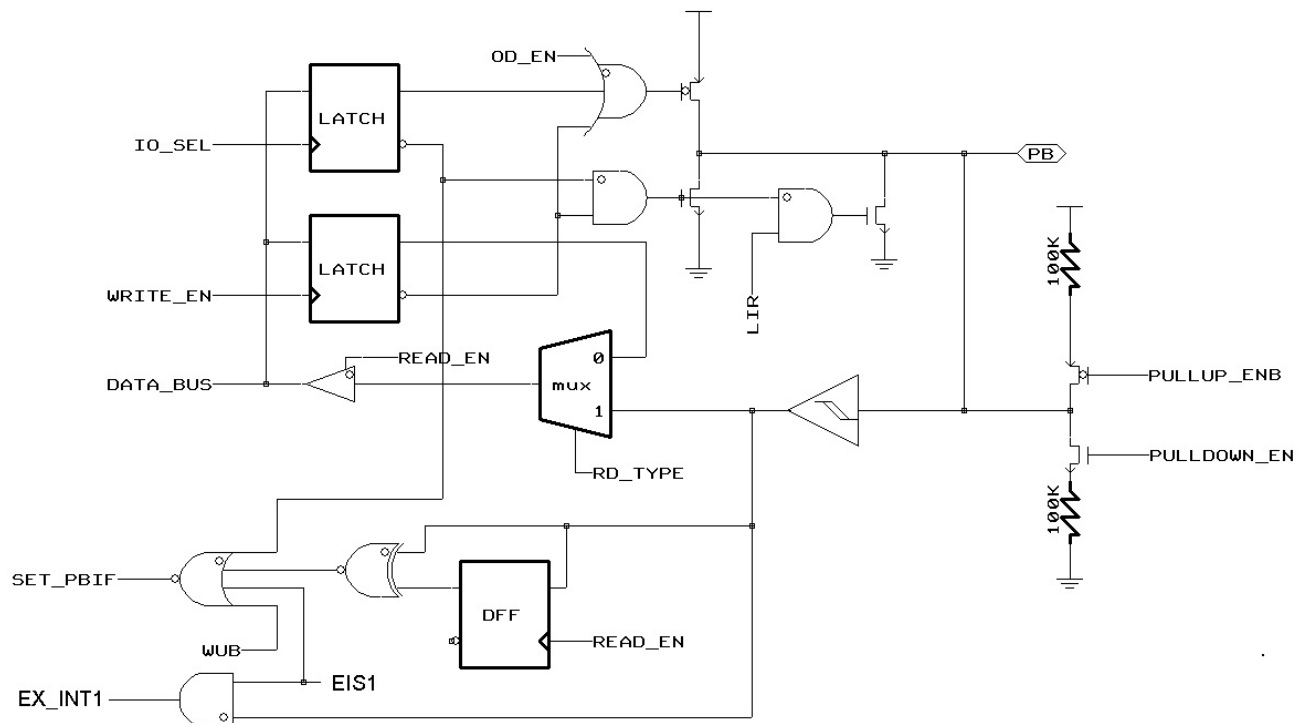 OD_EN
LATCH
IO_SEL
PB
LATCH
WRITE_EN
LIR
100K
READ_EN
0
DATA_BUS
mux
1
PULLUP_ENB
PULLDOWN_EN
RD_TYPE
100K
SET_PBIF
DFF
READ_EN
WUB
EIS1
EX_INT1